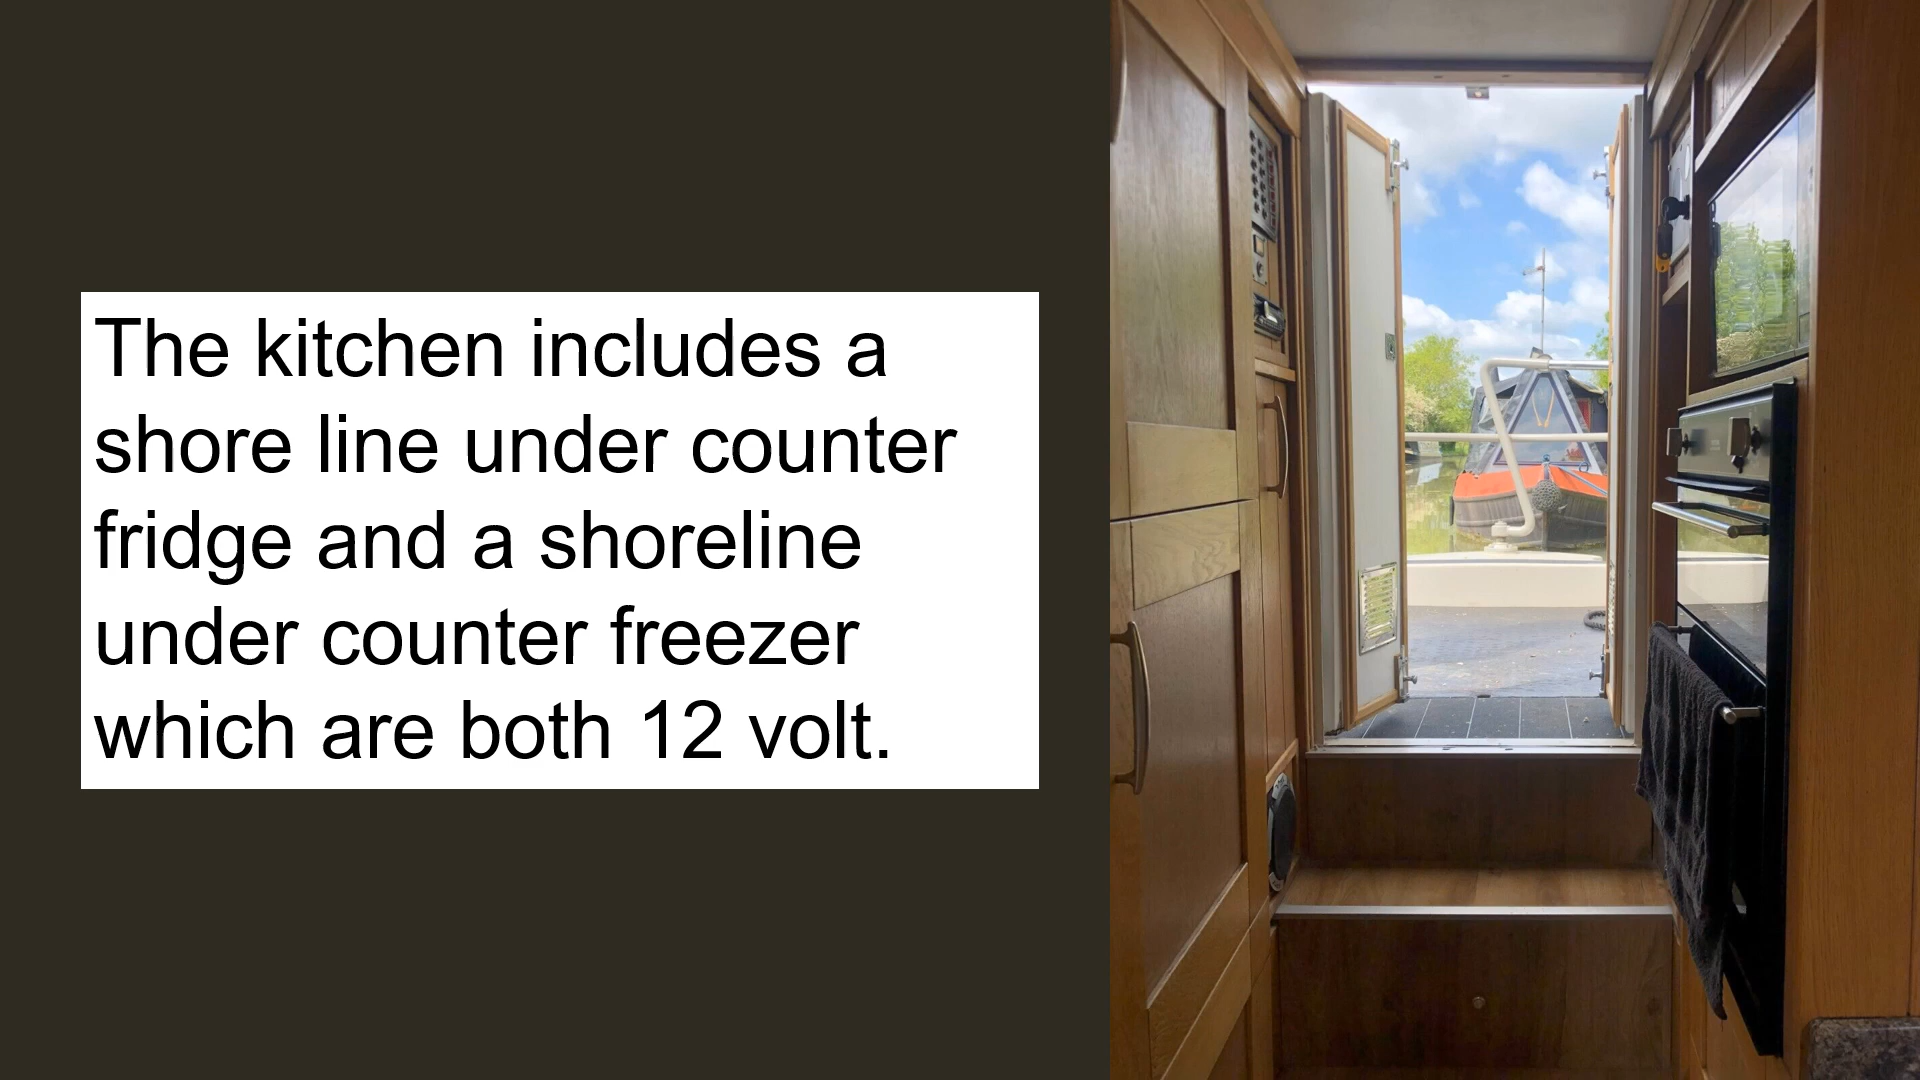 The kitchen includes a
shore line under counter
fridge and a shoreline
under counter freezer
which are both 12 volt.